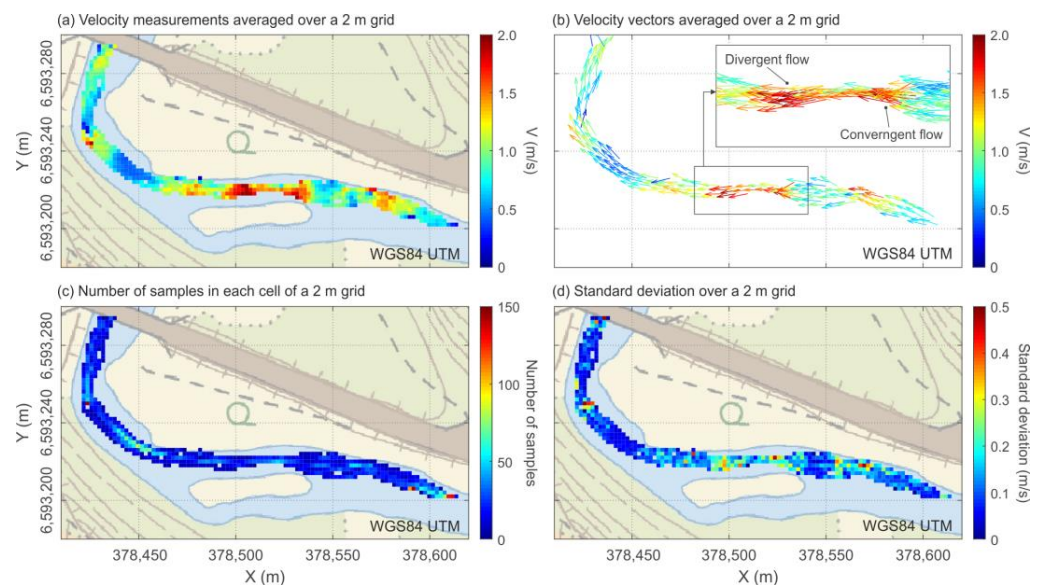 (a) Velocity measurements averaged over a 2 m grid
(b) Velocity vectors averaged over a 2 m grid
2.0
1.5
1.0
0.5
0
V (m/s)
Y (m)
6,593,280
6,593,240
6,593,200
WGS84 UTM
Divergent flow
Converngent flow
2.0
1.5
1.0
0.5
0
V (m/s)
WGS84 UTM
(c) Number of samples in each cell of a 2 m grid
(d) Standard deviation over a 2 m grid
150
100
50
0
Number of samples
Y (m)
6,593,280
6,593,240
6,593,200
WGS84 UTM
378,450
378,500
378,550
378,600
X (m)
0.5
0.4
0.3
0.2
0.1
0
Standard deviation (m/s)
WGS84 UTM
378,450
378,500
378,550
378,600
X (m)